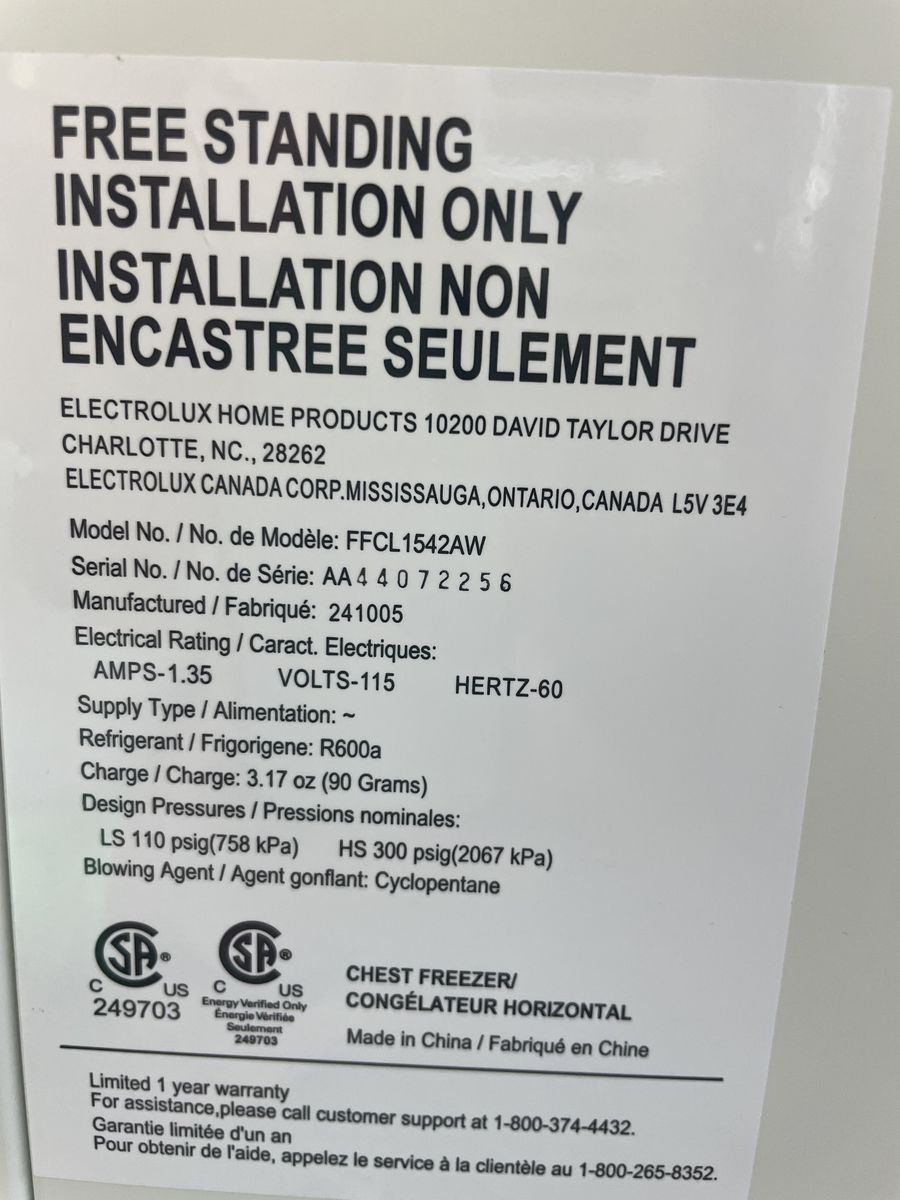 FREE STANDING
INSTALLATION ONLY
INSTALLATION NON
ENCASTREE SEULEMENT
ELECTROLUX HOME PRODUCTS 10200 DAVID TAYLOR DRIVE
CHARLOTTE, NC., 28262
ELECTROLUX CANADA CORP.MISSISSAUGA,ONTARIO,CANADA L5V 3E4
Model No. / No. de Modèle: FFCL1542AW
Serial No. / No. de Série: AA44072256
Manufactured / Fabriqué: 241005
Electrical Rating / Caract. Electriques:
AMPS-1.35 VOLTS-115 HERTZ-60
Supply Type / Alimentation: ~
Refrigerant / Frigorigene: R600a
Charge / Charge: 3.17 oz (90 Grams)
Design Pressures / Pressions nominales:
LS 110 psig(758 kPa) HS 300 psig(2067 kPa)
Blowing Agent / Agent gonflant: Cyclopentane
CSA®
C US
249703
CSA®
C US
Energy Verified Only
Énergie Vérifiée
Seulement
249703
CHEST FREEZER/
CONGÉLATEUR HORIZONTAL
Made in China / Fabriqué en Chine
Limited 1 year warranty
For assistance,please call customer support at 1-800-374-4432.
Garantie limitée d'un an
Pour obtenir de l'aide, appelez le service à la clientèle au 1-800-265-8352.